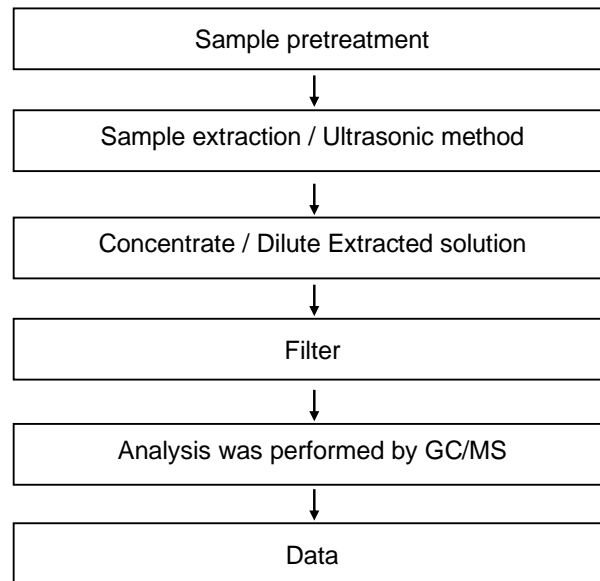 Sample pretreatment
Sample extraction / Ultrasonic method
Concentrate / Dilute Extracted solution
Filter
Analysis was performed by GC/MS
Data